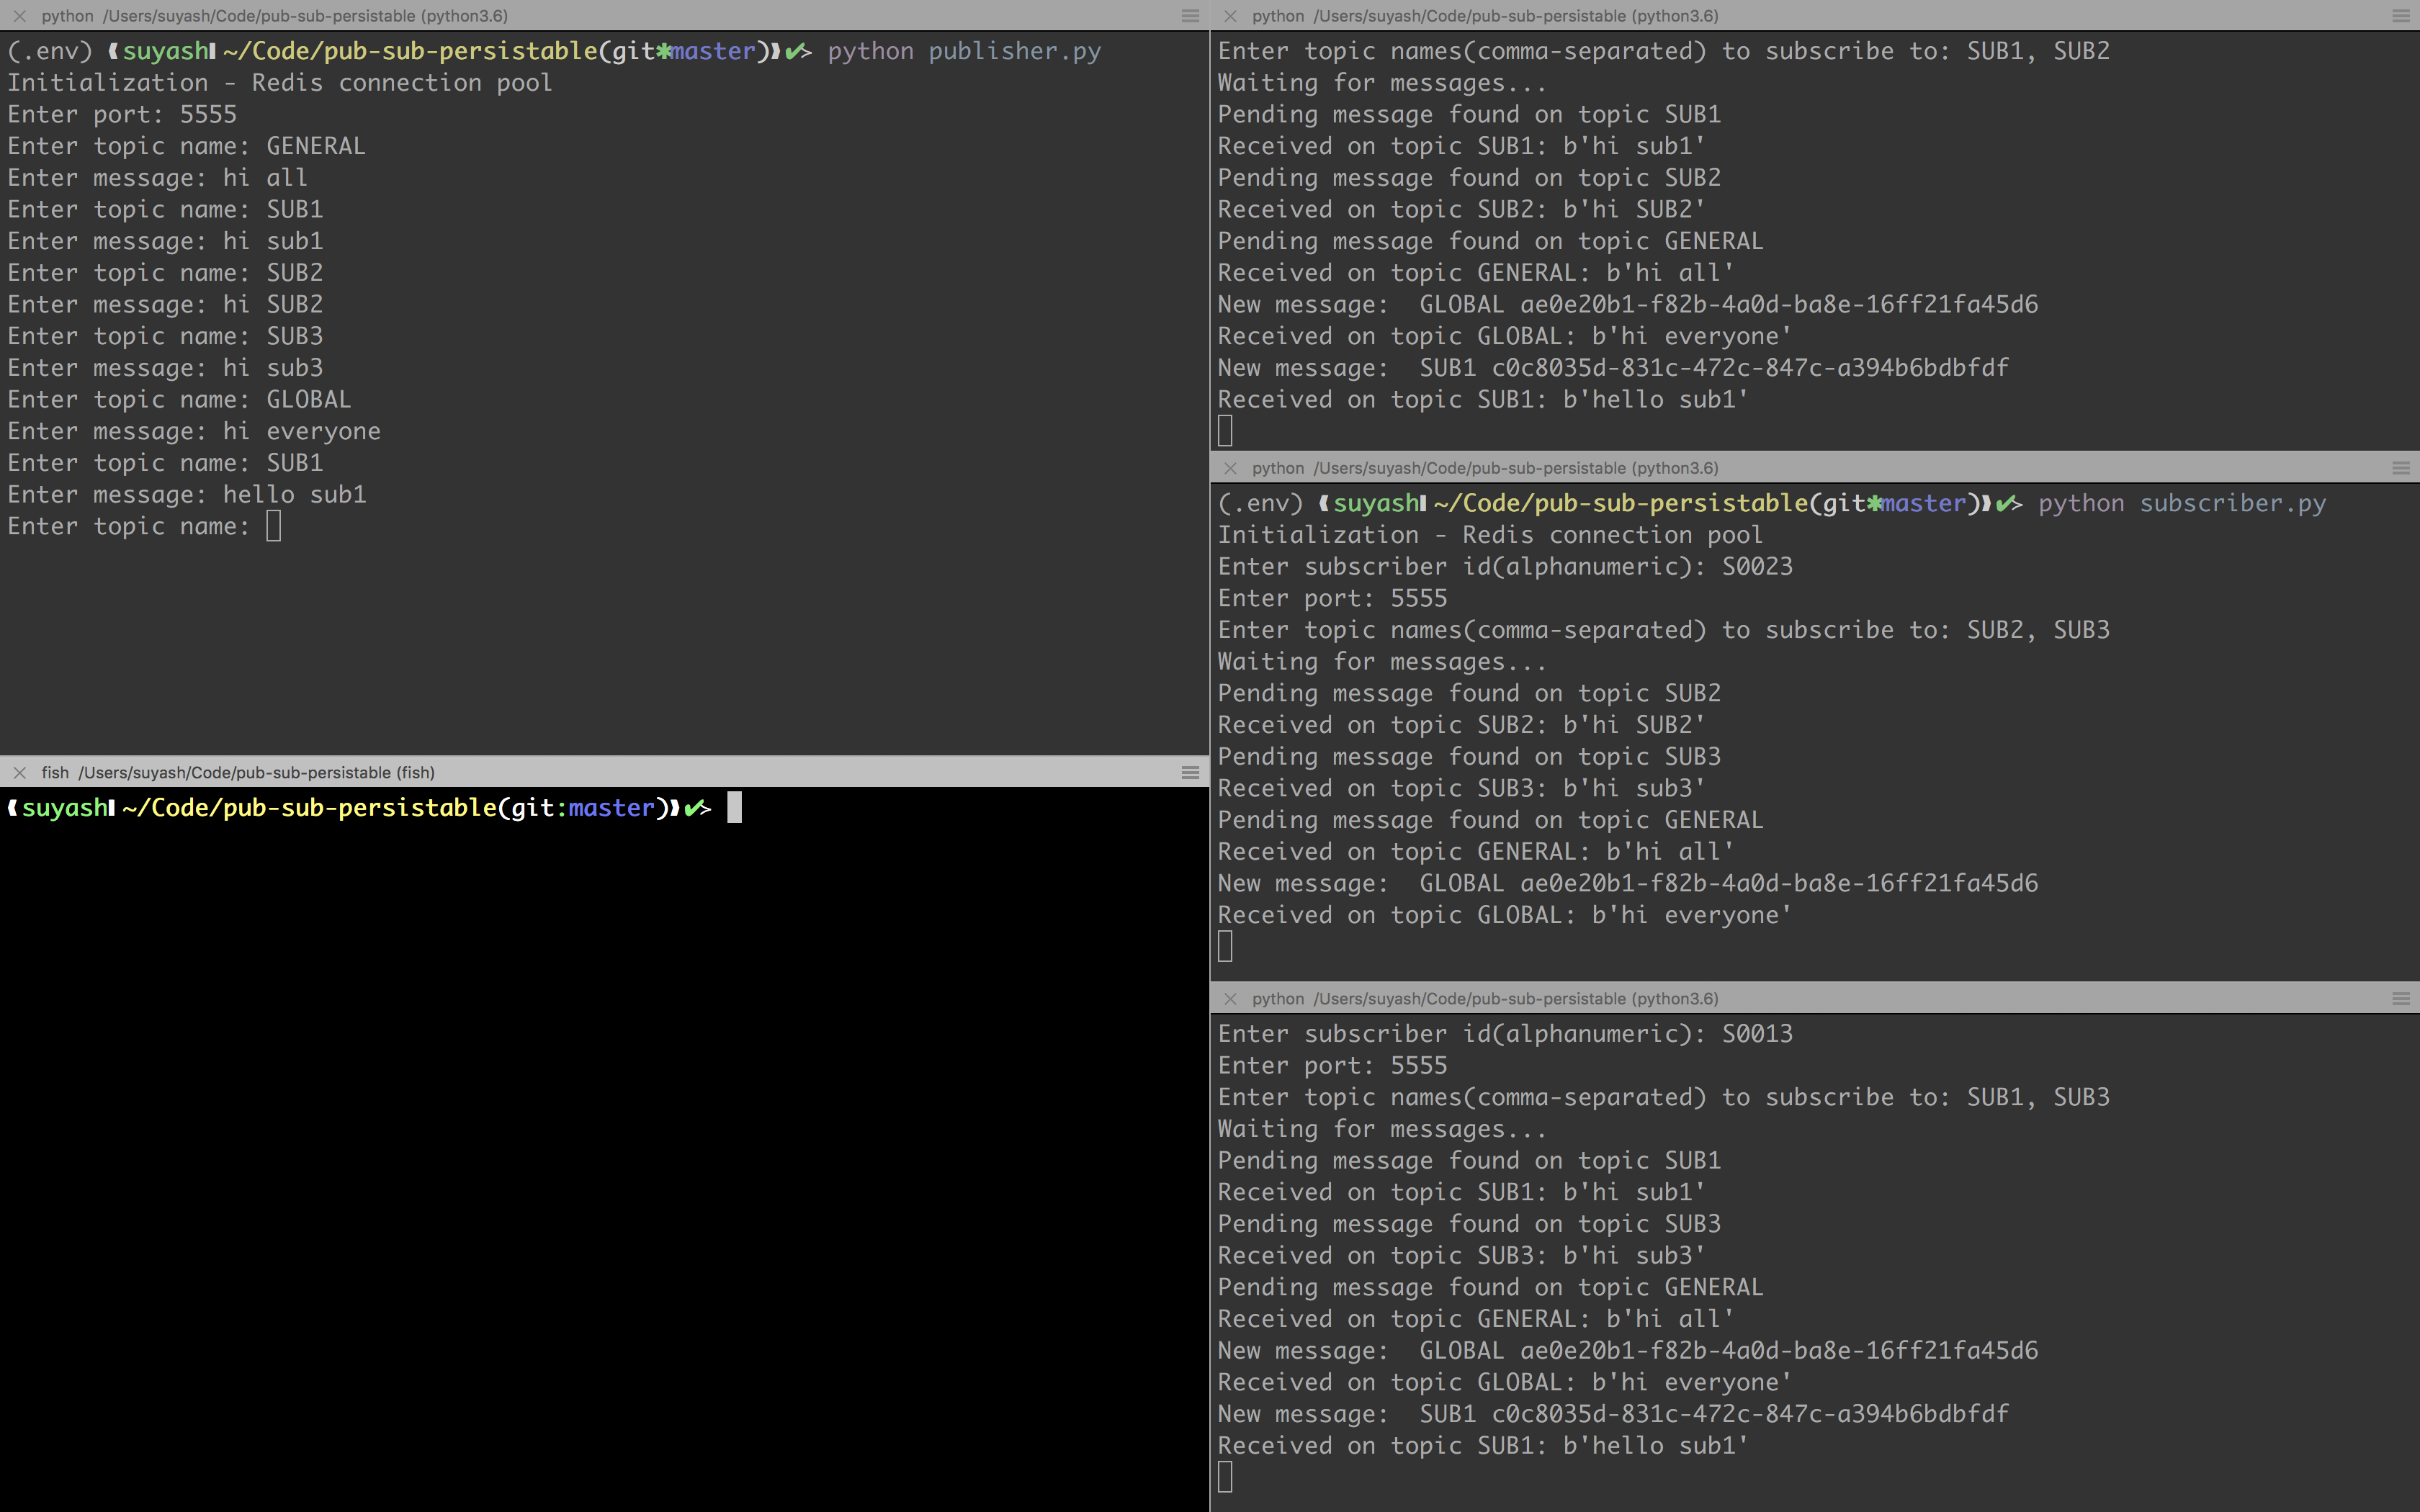 python /Users/suyash/Code/pub-sub-persistable (python3.6)
(.env) suyash ~/Code/pub-sub-persistable(git*master) ✔> python publisher.py
Initialization - Redis connection pool
Enter port: 5555
Enter topic name: GENERAL
Enter message: hi all
Enter topic name: SUB1
Enter message: hi sub1
Enter topic name: SUB2
Enter message: hi SUB2
Enter topic name: SUB3
Enter message: hi sub3
Enter topic name: GLOBAL
Enter message: hi everyone
Enter topic name: SUB1
Enter message: hello sub1
Enter topic name:
fish /Users/suyash/Code/pub-sub-persistable (fish)
suyash ~/Code/pub-sub-persistable(git:master) ✔>
python /Users/suyash/Code/pub-sub-persistable (python3.6)
Enter topic names(comma-separated) to subscribe to: SUB1, SUB2
Waiting for messages...
Pending message found on topic SUB1
Received on topic SUB1: b'hi sub1'
Pending message found on topic SUB2
Received on topic SUB2: b'hi SUB2'
Pending message found on topic GENERAL
Received on topic GENERAL: b'hi all'
New message:  GLOBAL ae0e20b1-f82b-4a0d-ba8e-16ff21fa45d6
Received on topic GLOBAL: b'hi everyone'
New message:  SUB1 c0c8035d-831c-472c-847c-a394b6bdbfdf
Received on topic SUB1: b'hello sub1'
python /Users/suyash/Code/pub-sub-persistable (python3.6)
(.env) suyash ~/Code/pub-sub-persistable(git*master) ✔> python subscriber.py
Initialization - Redis connection pool
Enter subscriber id(alphanumeric): S0023
Enter port: 5555
Enter topic names(comma-separated) to subscribe to: SUB2, SUB3
Waiting for messages...
Pending message found on topic SUB2
Received on topic SUB2: b'hi SUB2'
Pending message found on topic SUB3
Received on topic SUB3: b'hi sub3'
Pending message found on topic GENERAL
Received on topic GENERAL: b'hi all'
New message:  GLOBAL ae0e20b1-f82b-4a0d-ba8e-16ff21fa45d6
Received on topic GLOBAL: b'hi everyone'
python /Users/suyash/Code/pub-sub-persistable (python3.6)
Enter subscriber id(alphanumeric): S0013
Enter port: 5555
Enter topic names(comma-separated) to subscribe to: SUB1, SUB3
Waiting for messages...
Pending message found on topic SUB1
Received on topic SUB1: b'hi sub1'
Pending message found on topic SUB3
Received on topic SUB3: b'hi sub3'
Pending message found on topic GENERAL
Received on topic GENERAL: b'hi all'
New message:  GLOBAL ae0e20b1-f82b-4a0d-ba8e-16ff21fa45d6
Received on topic GLOBAL: b'hi everyone'
New message:  SUB1 c0c8035d-831c-472c-847c-a394b6bdbfdf
Received on topic SUB1: b'hello sub1'